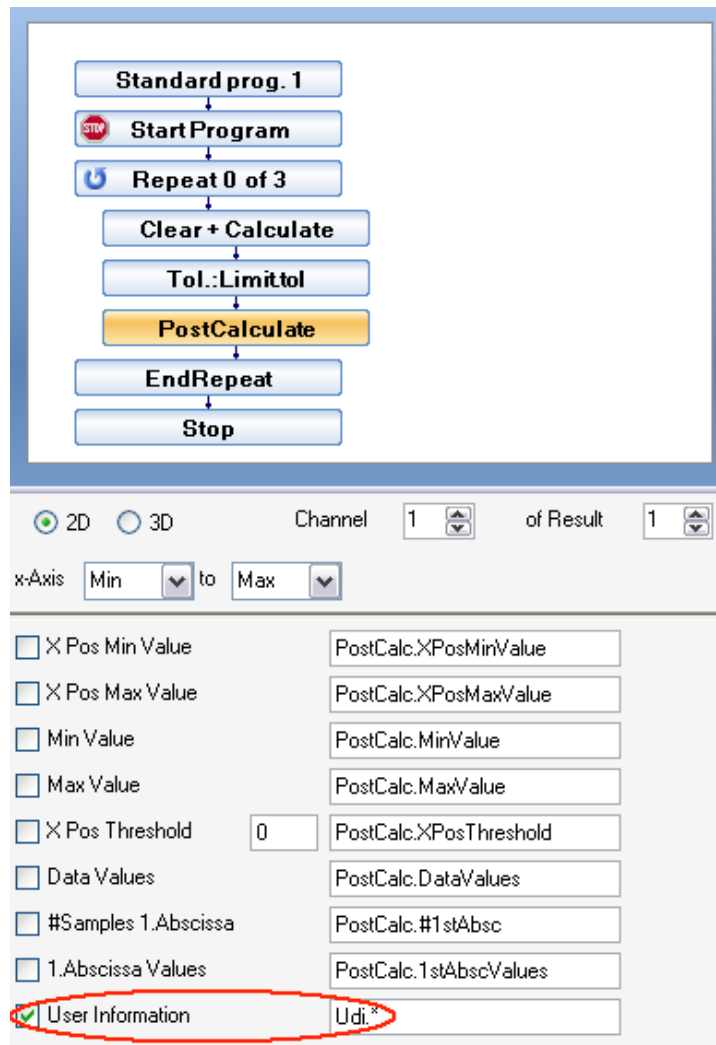 Standard prog. 1
STOP Start Program
Repeat 0 of 3
Clear + Calculate
Tol.:Limit.tol
PostCalculate
EndRepeat
Stop
2D 3D Channel 1 of Result 1
x-Axis Min to Max
X Pos Min Value PostCalc.XPosMinValue
X Pos Max Value PostCalc.XPosMaxValue
Min Value PostCalc.MinValue
Max Value PostCalc.MaxValue
X Pos Threshold 0 PostCalc.XPosThreshold
Data Values PostCalc.DataValues
#Samples 1.Abscissa PostCalc.#1stAbsc
1.Abscissa Values PostCalc.1stAbscValues
User Information Udi.*